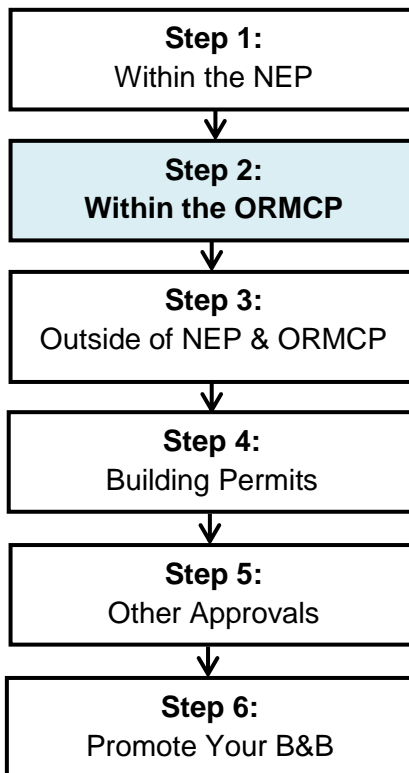 Step 1:
Within the NEP
Step 2:
Within the ORMCP
Step 3:
Outside of NEP & ORMCP
Step 4:
Building Permits
Step 5:
Other Approvals
Step 6:
Promote Your B&B